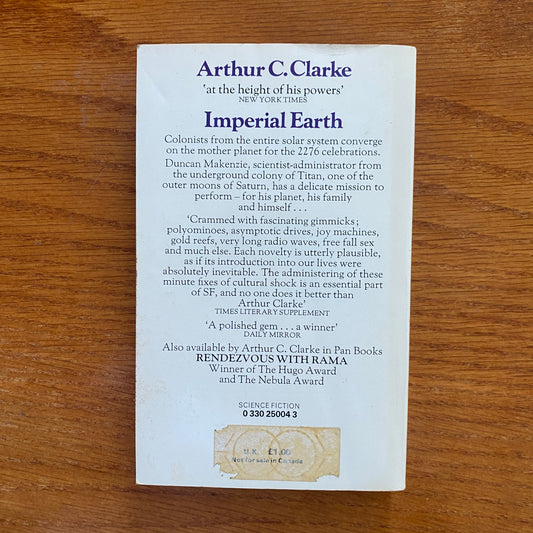 Arthur C. Clarke
'at the height of his powers'
NEW YORK TIMES
Imperial Earth
Colonists from the entire solar system converge
on the mother planet for the 2276 celebrations.
Duncan Makenzie, scientist-administrator from
the underground colony of Titan, one of the
outer moons of Saturn, has a delicate mission to
perform – for his planet, his family
and himself . . .
'Crammed with fascinating gimmicks;
polyominoes, asymptotic drives, joy machines,
gold reefs, very long radio waves, free fall sex
and much else. Each novelty is utterly plausible,
as if its introduction into our lives were
absolutely inevitable. The administering of these
minute fixes of cultural shock is an essential part
of SF, and no one does it better than
Arthur Clarke'
TIMES LITERARY SUPPLEMENT
'A polished gem . . . a winner'
DAILY MIRROR
Also available by Arthur C. Clarke in Pan Books
RENDEZVOUS WITH RAMA
Winner of The Hugo Award
and The Nebula Award
SCIENCE FICTION
0 330 25004 3
U.K. £1.00
Not for sale in Canada